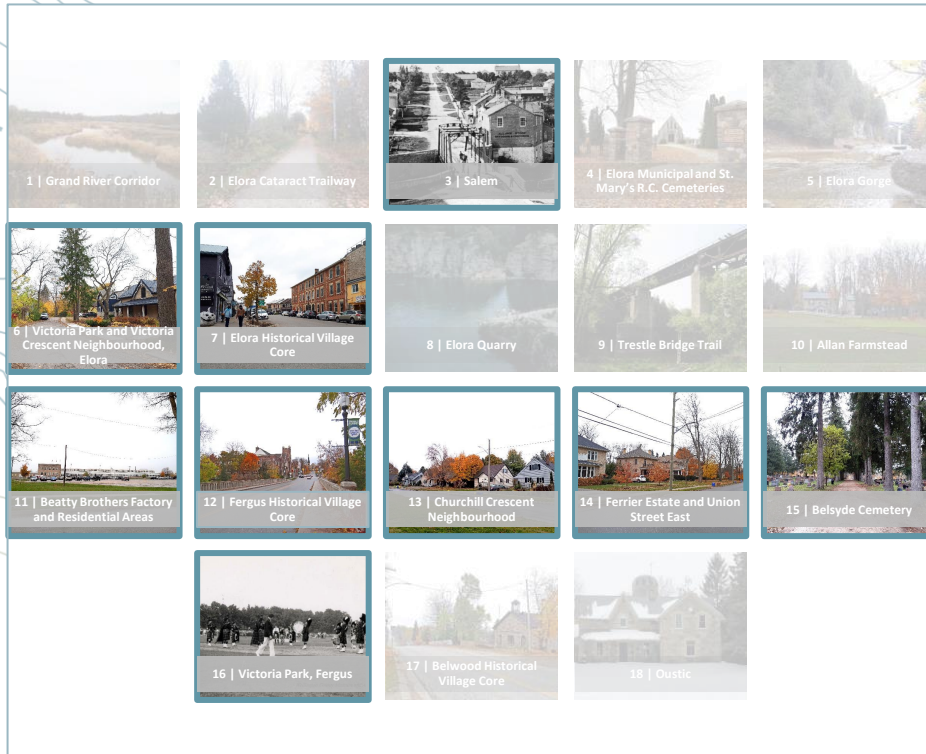 1 | Grand River Corridor
2 | Elora Cataract Trailway
3 | Salem
4 | Elora Municipal and St.
Mary's R.C. Cemeteries
5 | Elora Gorge
6 | Victoria Park and Victoria
Crescent Neighbourhood,
Elora
7 | Elora Historical Village
Core
8 | Elora Quarry
9 | Trestle Bridge Trail
10 | Allan Farmstead
11 | Beatty Brothers Factory
and Residential Areas
12 | Fergus Historical Village
Core
13 | Churchill Crescent
Neighbourhood
14 | Ferrier Estate and Union
Street East
15 | Belsyde Cemetery
16 | Victoria Park, Fergus
17 | Belwood Historical
Village Core
18 | Oustic